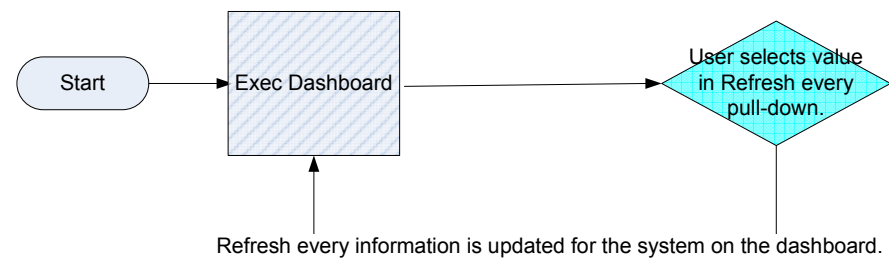 Start
Exec Dashboard
User selects value
in Refresh every
pull-down.
Refresh every information is updated for the system on the dashboard.